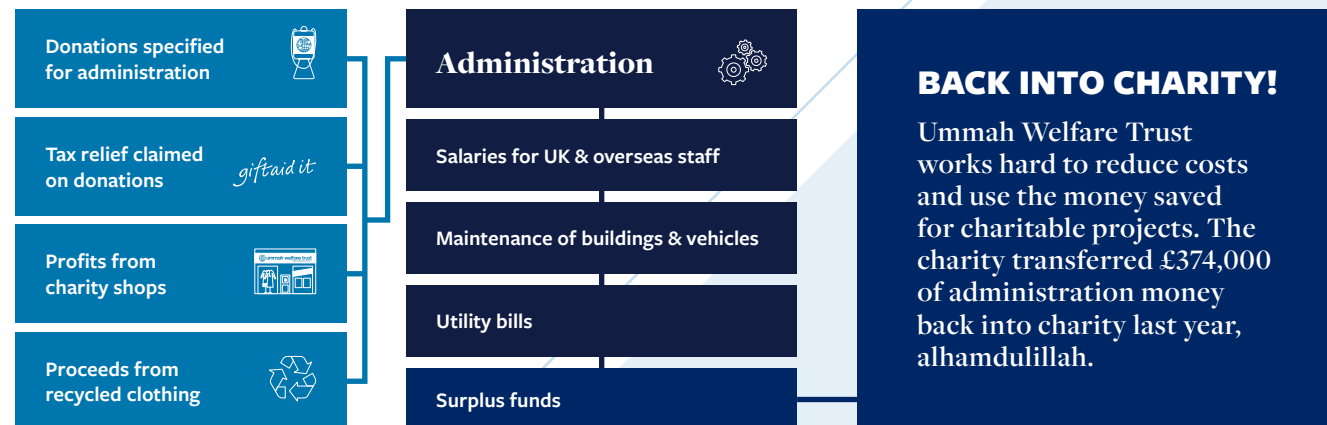 Donations specified
for administration
Tax relief claimed
on donations
giftaid it
Profits from
charity shops
ummah welfare trust
Proceeds from
recycled clothing
Administration
Salaries for UK & overseas staff
Maintenance of buildings & vehicles
Utility bills
Surplus funds
BACK INTO CHARITY!
Ummah Welfare Trust
works hard to reduce costs
and use the money saved
for charitable projects. The
charity transferred £374,000
of administration money
back into charity last year,
alhamdulillah.